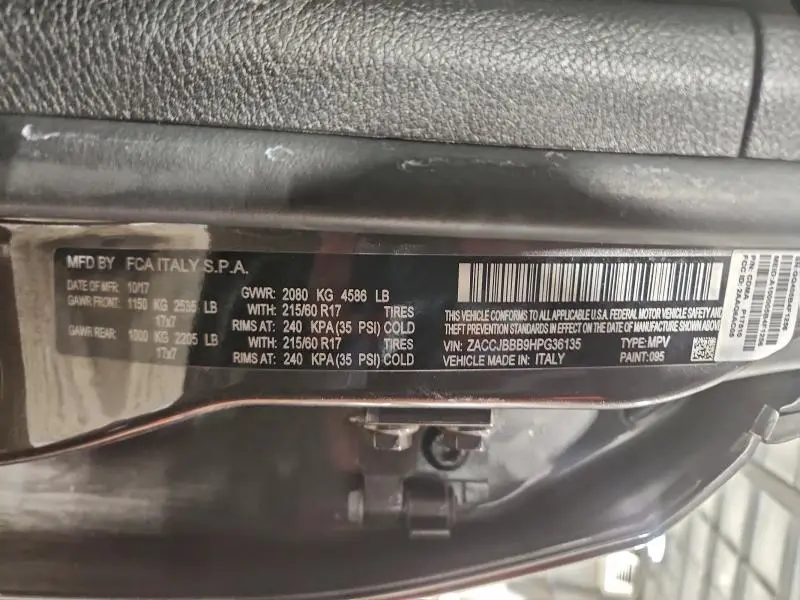 MFD BY FCA ITALY S.P.A.
DATE OF MFR: 10/17
GVWR: 2080 KG 4586 LB
GAWR FRONT: 1150 KG 2535 LB WITH: 215/60 R17 TIRES
17x7 RIMS AT: 240 KPA(35 PSI) COLD
GAWR REAR: 1000 KG 2205 LB WITH: 215/60 R17 TIRES
17x7 RIMS AT: 240 KPA(35 PSI) COLD
THIS VEHICLE CONFORMS TO ALL APPLICABLE U.S.A. FEDERAL MOTOR VEHICLE SAFETY STANDARDS,
BUMPER STANDARDS, AND THEFT PREVENTION STANDARDS IN EFFECT ON THE DATE OF MFR. SHOWN ABOVE.
VIN: ZACCJBBB9HPG36135 TYPE: MPV
VEHICLE MADE IN: ITALY PAINT: 095